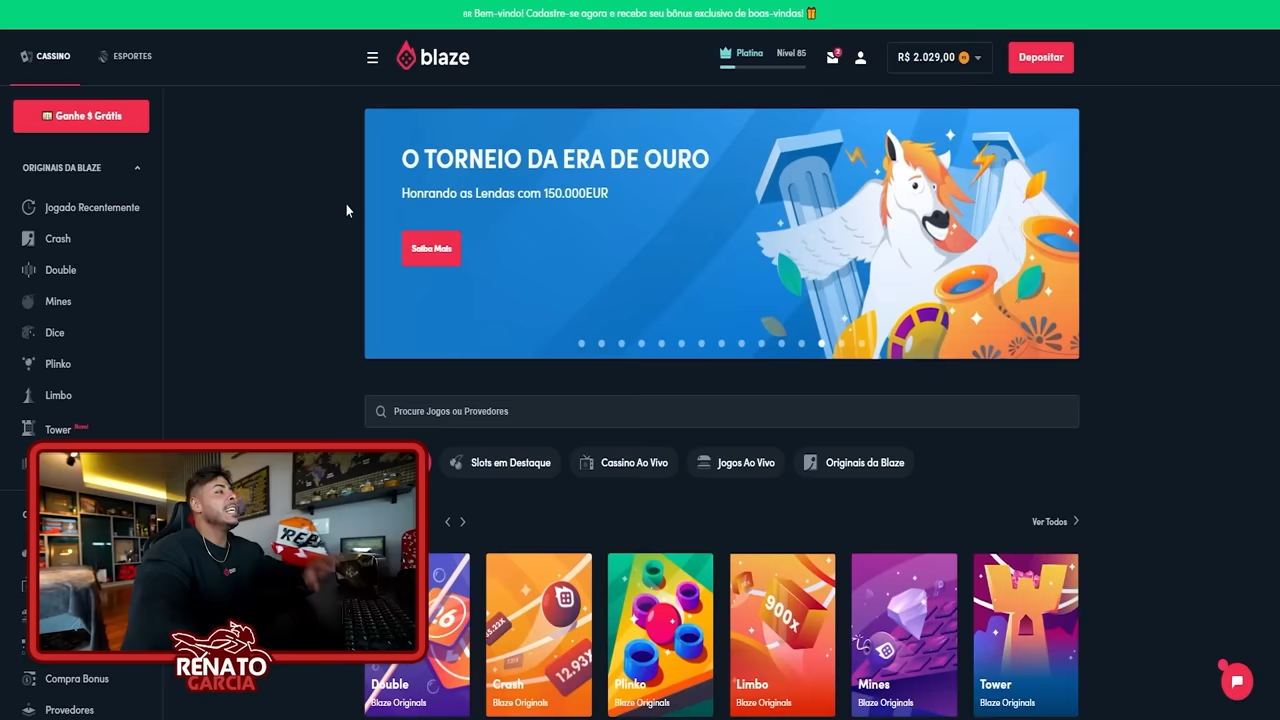 BR Bem-vindo! Cadastre-se agora e receba seu bônus exclusivo de boas-vindas!
CASSINO
ESPORTES
blaze
Platina
Nível 85
2
R$ 2.029,00
Depositar
Ganhe $ Grátis
ORIGINAIS DA BLAZE
Jogado Recentemente
Crash
Double
Mines
Dice
Plinko
Limbo
Tower
O TORNEIO DA ERA DE OURO
Honrando as Lendas com 150.000EUR
Saiba Mais
Procure Jogos ou Provedores
Slots em Destaque
Cassino Ao Vivo
Jogos Ao Vivo
Originais da Blaze
Ver Todos
REP
RENATO
GARCIA
12.93X
900x
Double
Blaze Originals
Crash
Blaze Originals
Plinko
Blaze Originals
Limbo
Blaze Originals
Mines
Blaze Originals
Tower
Blaze Originals
Compra Bonus
Provedores